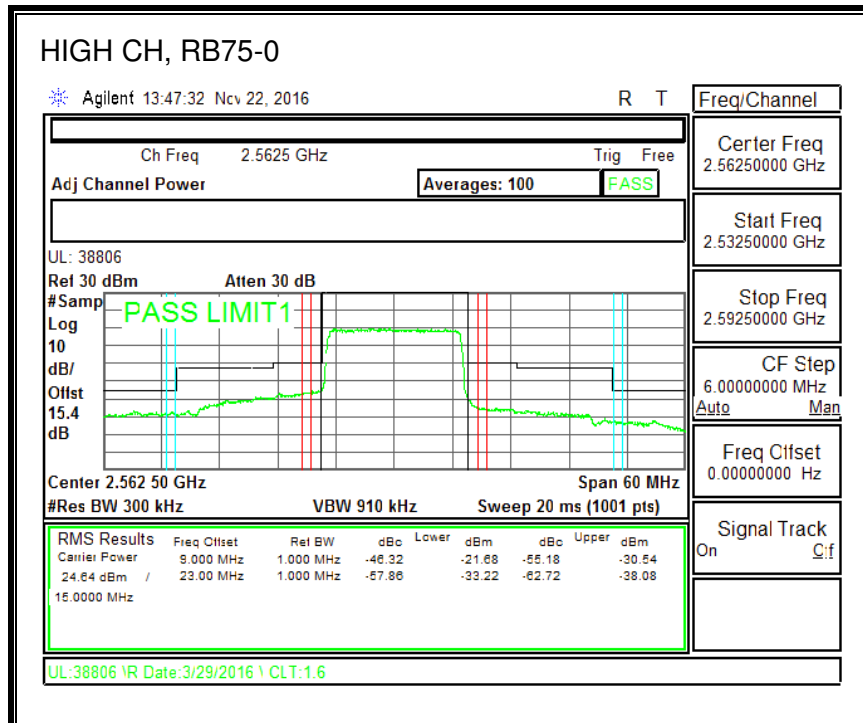 HIGH CH, RB75-0
Agilent 13:47:32 Nov 22, 2016 R T
Freq/Channel
Ch Freq 2.5625 GHz Trig Free
Adj Channel Power Averages: 100 PASS
Center Freq
2.56250000 GHz
Start Freq
2.53250000 GHz
Stop Freq
2.59250000 GHz
CF Step
6.00000000 MHz
Auto Man
Freq Offset
0.00000000 Hz
Signal Track
On Off
UL: 38806
Ref 30 dBm Atten 30 dB
#Samp
Log
10
dB/
Offst
15.4
dB
PASS LIMIT1
Center 2.562 50 GHz Span 60 MHz
#Res BW 300 kHz VBW 910 kHz Sweep 20 ms (1001 pts)
RMS Results Freq Offset Ref BW dBc Lower dBm dBc Upper dBm
Carrier Power 9.000 MHz 1.000 MHz -46.32 -21.68 -55.18 -30.54
24.64 dBm / 23.00 MHz 1.000 MHz -57.86 -33.22 -62.72 -38.08
15.0000 MHz
UL:38806 \R Date:3/29/2016 \ CLT:1.6